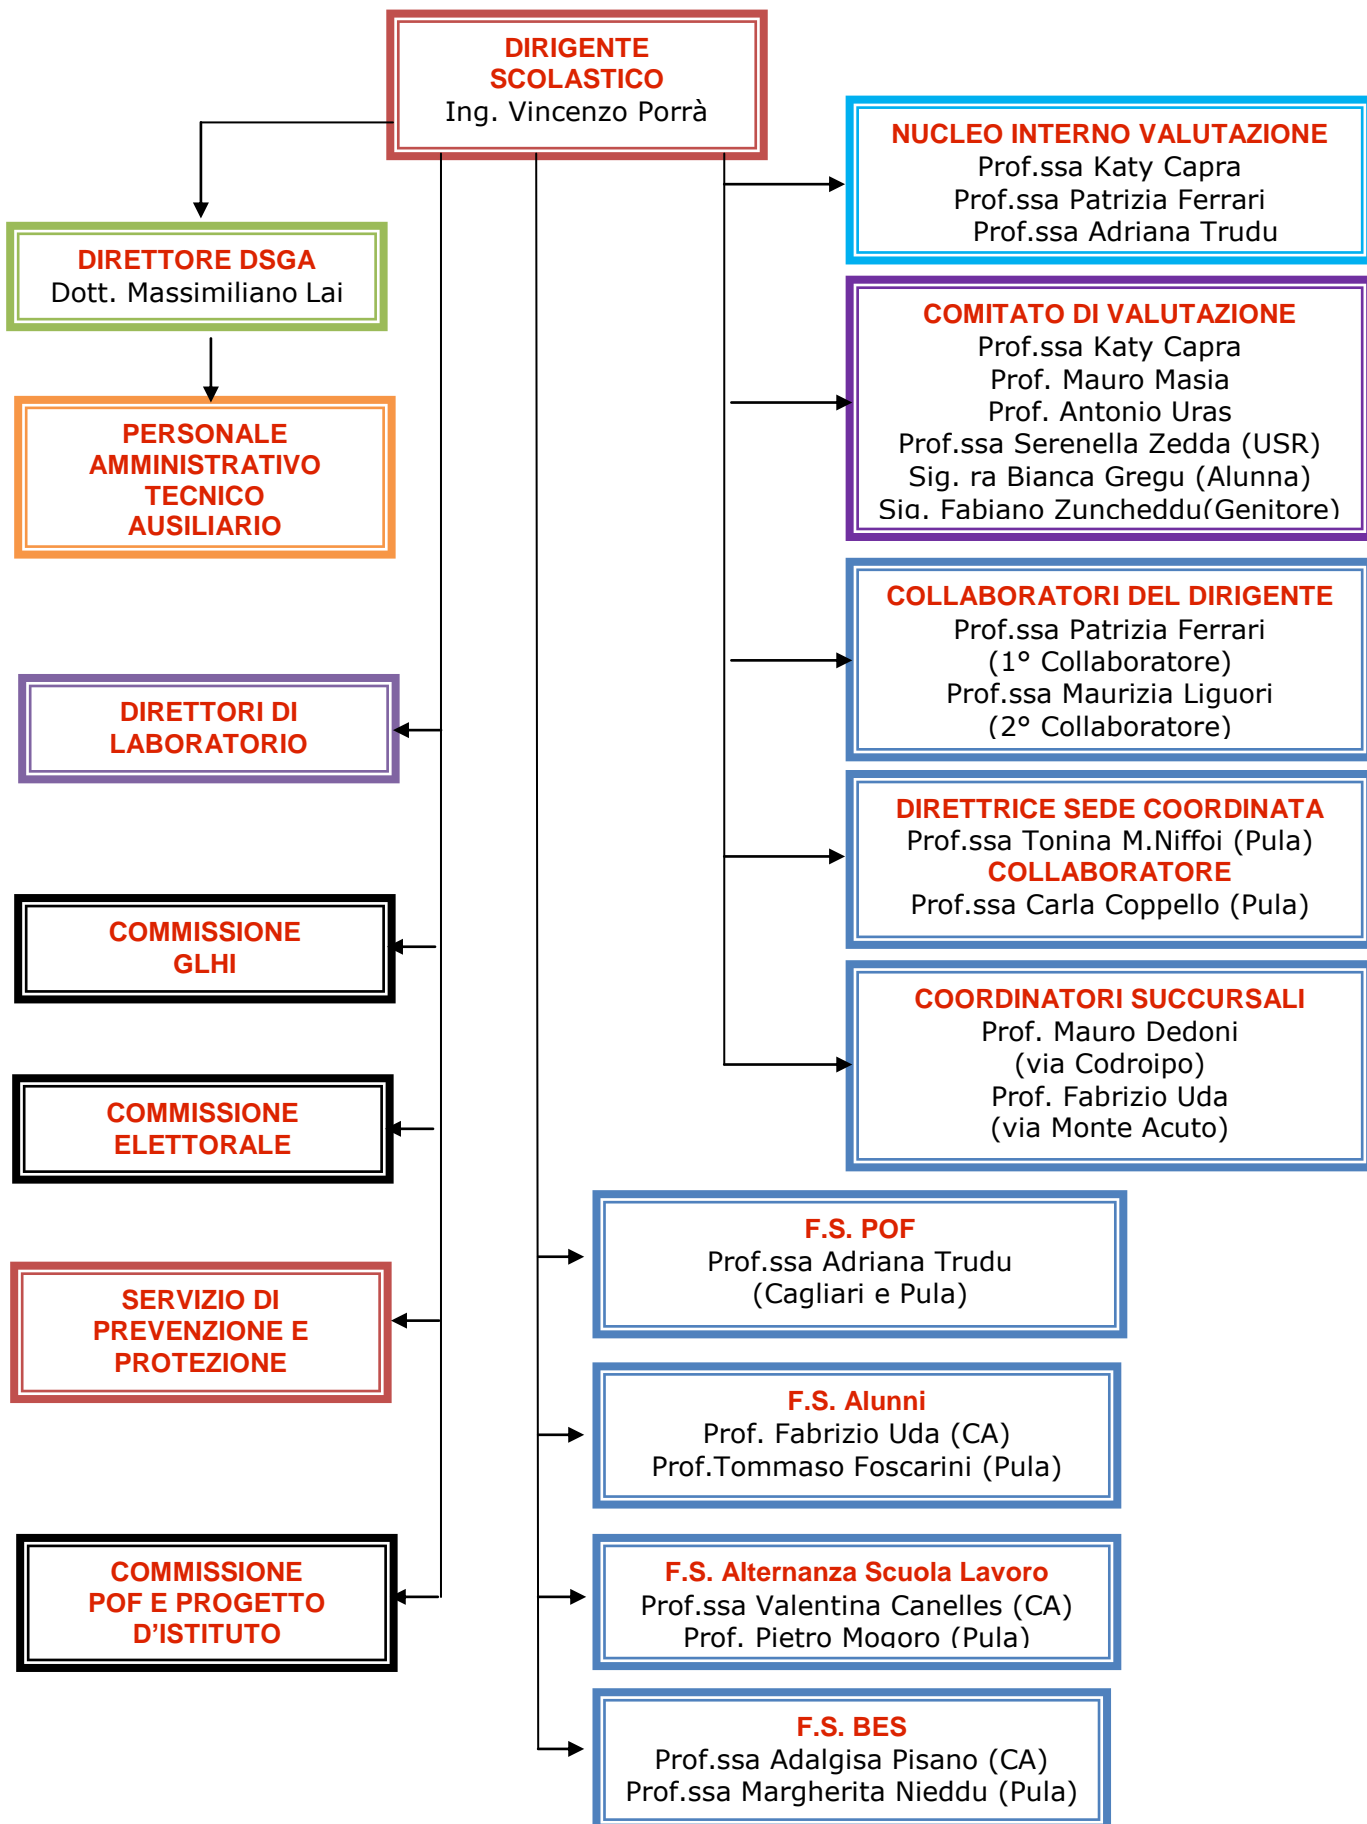 DIRIGENTE
SCOLASTICO
Ing. Vincenzo Porrà
NUCLEO INTERNO VALUTAZIONE
Prof.ssa Katy Capra
Prof.ssa Patrizia Ferrari
Prof.ssa Adriana Trudu
DIRETTORE DSGA
Dott. Massimiliano Lai
COMITATO DI VALUTAZIONE
Prof.ssa Katy Capra
Prof. Mauro Masia
Prof. Antonio Uras
Prof.ssa Serenella Zedda (USR)
Sig. ra Bianca Gregu (Alunna)
Sig. Fabiano Zuncheddu(Genitore)
PERSONALE
AMMINISTRATIVO
TECNICO
AUSILIARIO
COLLABORATORI DEL DIRIGENTE
Prof.ssa Patrizia Ferrari
(1° Collaboratore)
Prof.ssa Maurizia Liguori
(2° Collaboratore)
DIRETTORI DI
LABORATORIO
DIRETTRICE SEDE COORDINATA
Prof.ssa Tonina M.Niffoi (Pula)
COLLABORATORE
Prof.ssa Carla Coppello (Pula)
COMMISSIONE
GLHI
COORDINATORI SUCCURSALI
Prof. Mauro Dedoni
(via Codroipo)
Prof. Fabrizio Uda
(via Monte Acuto)
COMMISSIONE
ELETTORALE
F.S. POF
Prof.ssa Adriana Trudu
(Cagliari e Pula)
SERVIZIO DI
PREVENZIONE E
PROTEZIONE
F.S. Alunni
Prof. Fabrizio Uda (CA)
Prof.Tommaso Foscarini (Pula)
COMMISSIONE
POF E PROGETTO
D'ISTITUTO
F.S. Alternanza Scuola Lavoro
Prof.ssa Valentina Canelles (CA)
Prof. Pietro Mogoro (Pula)
F.S. BES
Prof.ssa Adalgisa Pisano (CA)
Prof.ssa Margherita Nieddu (Pula)